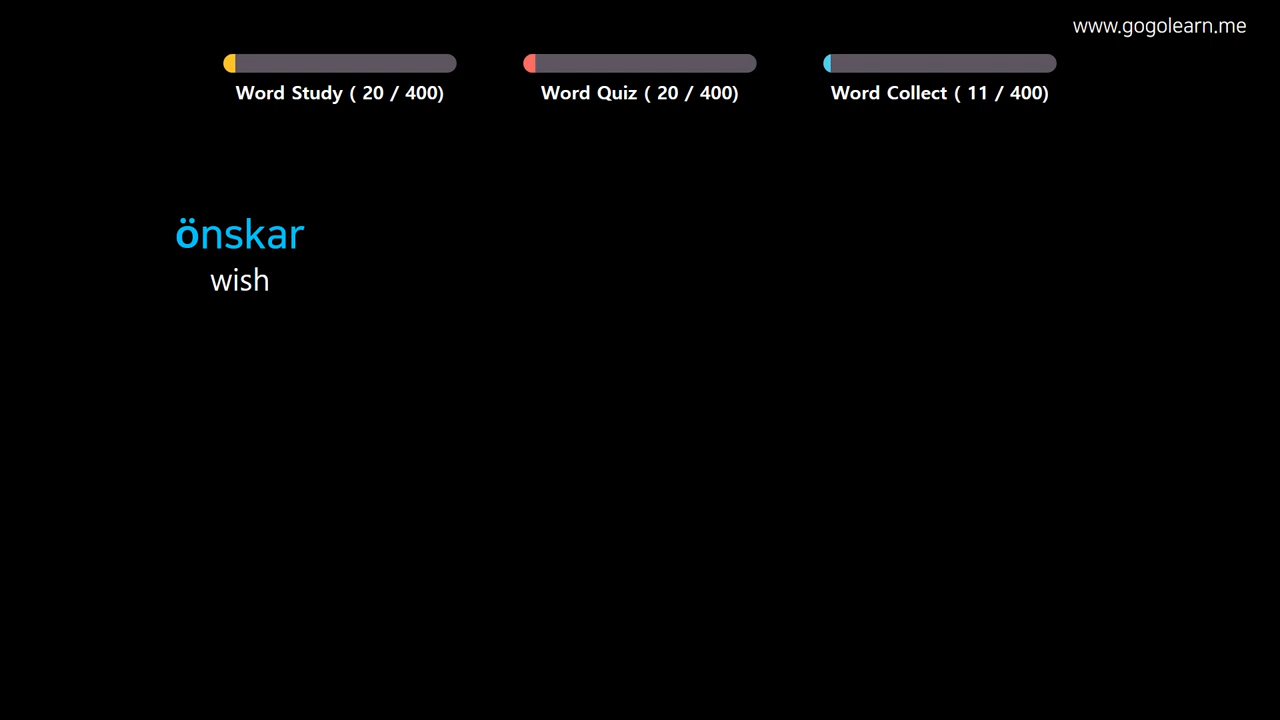 www.gogolearn.me
Word Study ( 20 / 400)
Word Quiz ( 20 / 400)
Word Collect ( 11 / 400)
önskar
wish